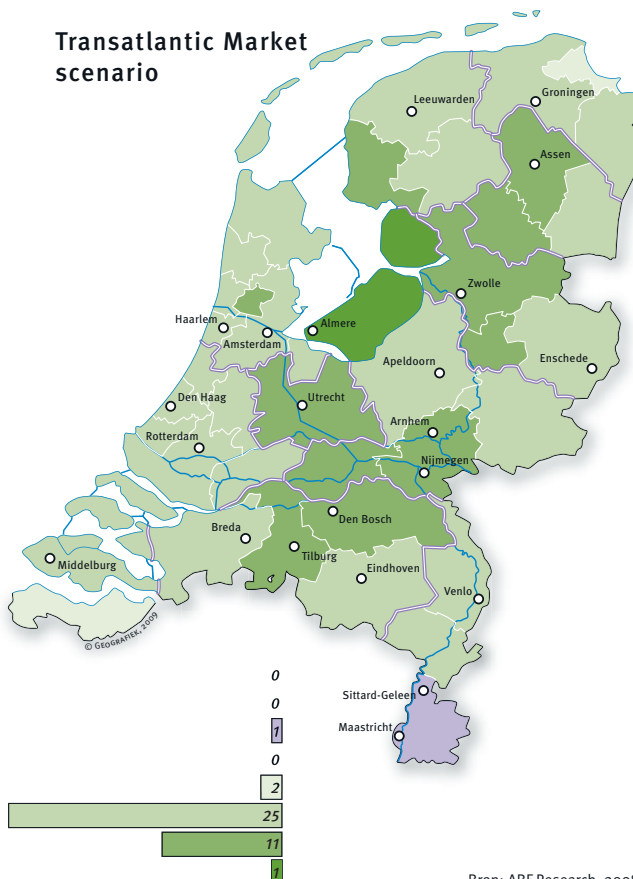 Transatlantic Market
scenario
Groningen
Leeuwarden
Assen
Zwolle
Haarlem
Almere
Amsterdam
Apeldoorn
Enschede
Den Haag
Utrecht
Arnhem
Rotterdam
Nijmegen
Den Bosch
Breda
Tilburg
Middelburg
Eindhoven
Venlo
© Geografiek, 2009
0
Sittard-Geleen
0
Maastricht
1
0
2
25
11
1